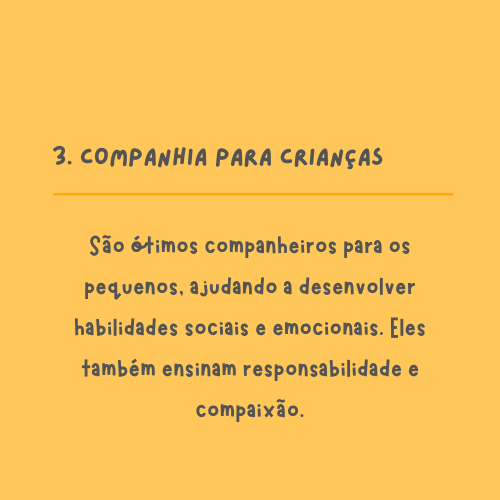 3. COMPANHIA PARA CRIANÇAS
São ótimos companheiros para os
pequenos, ajudando a desenvolver
habilidades sociais e emocionais. Eles
também ensinam responsabilidade e
compaixão.